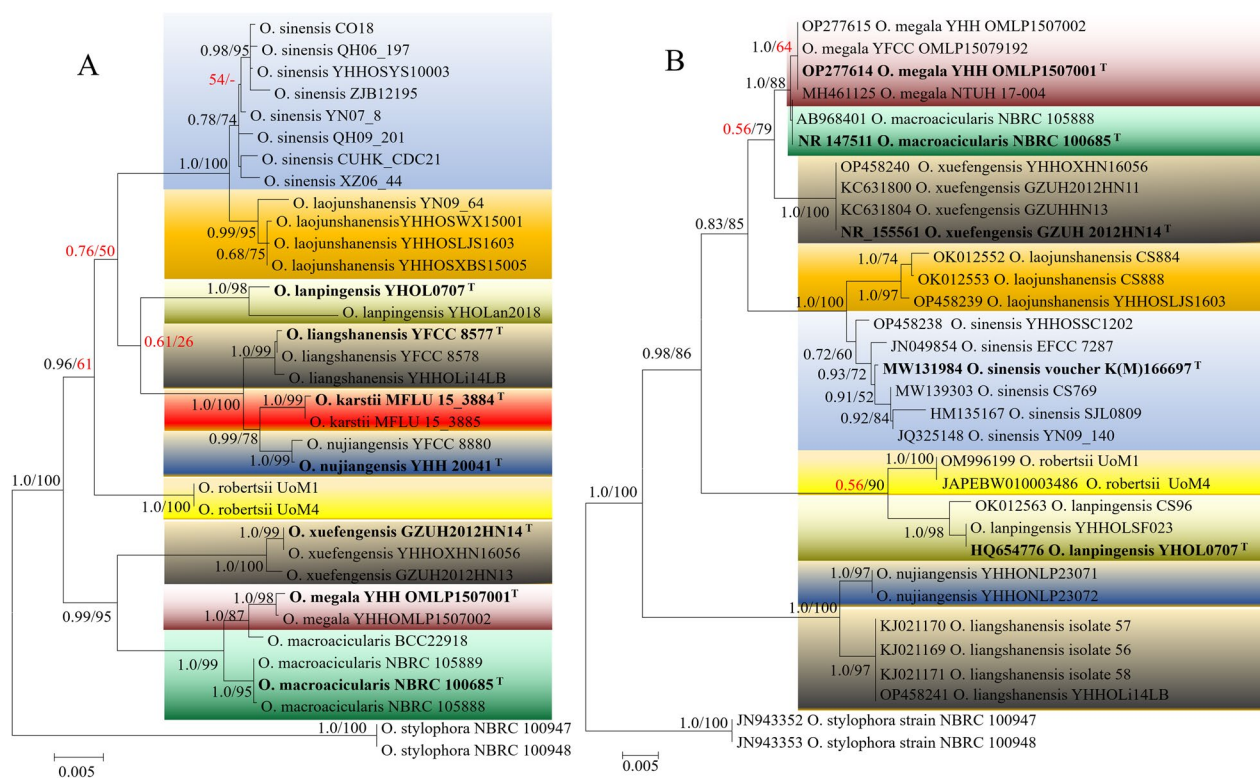 A
O. sinensis CO18
O. sinensis QH06_197
O. sinensis YHHOSYS10003
O. sinensis ZJB12195
O. sinensis YN07_8
O. sinensis QH09_201
O. sinensis CUHK_CDC21
O. sinensis XZ06_44
O. laojunshanensis YN09_64
O. laojunshanensisYHHOSWX15001
O. laojunshanensis YHHOSLJS1603
O. laojunshanensis YHHOSXBS15005
O. lanpingensis YHOL0707 T
O. lanpingensis YHOLan2018
O. liangshanensis YFCC 8577 T
O. liangshanensis YFCC 8578
O. liangshanensis YHHOLi14LB
O. karstii MFLU 15_3884 T
O. karstii MFLU 15_3885
O. nujiangensis YFCC 8880
O. nujiangensis YHH 20041 T
O. robertsii UoM1
O. robertsii UoM4
O. xuefengensis GZUH2012HN14 T
O. xuefengensis YHHOXHN16056
O. xuefengensis GZUH2012HN13
O. megala YHH OMLP1507001 T
O. megala YHHOMLP1507002
O. macroacicularis BCC22918
O. macroacicularis NBRC 105889
O. macroacicularis NBRC 100685 T
O. macroacicularis NBRC 105888
O. stylophora NBRC 100947
O. stylophora NBRC 100948
0.98/95
54/-
0.78/74
1.0/100
0.99/95
0.68/75
0.76/50
1.0/98
0.61/26
1.0/99
0.96/61
1.0/100
1.0/99
0.99/78
1.0/99
1.0/100
1.0/100
1.0/99
1.0/100
0.99/95
1.0/98
1.0/87
1.0/99
1.0/95
1.0/100
0.005
B
OP277615 O. megala YHH OMLP1507002
O. megala YFCC OMLP15079192
OP277614 O. megala YHH OMLP1507001 T
MH461125 O. megala NTUH 17-004
AB968401 O. macroacicularis NBRC 105888
NR 147511 O. macroacicularis NBRC 100685 T
OP458240 O. xuefengensis YHHOXHN16056
KC631800 O. xuefengensis GZUH2012HN11
KC631804 O. xuefengensis GZUHHN13
NR_155561 O. xuefengensis GZUH 2012HN14 T
OK012552 O. laojunshanensis CS884
OK012553 O. laojunshanensis CS888
OP458239 O. laojunshanensis YHHOSLJS1603
OP458238 O. sinensis YHHOSSC1202
JN049854 O. sinensis EFCC 7287
MW131984 O. sinensis voucher K(M)166697 T
MW139303 O. sinensis CS769
HM135167 O. sinensis SJL0809
JQ325148 O. sinensis YN09_140
OM996199 O. robertsii UoM1
JAPEBW010003486 O. robertsii UoM4
OK012563 O. lanpingensis CS96
O. lanpingensis YHHOLSF023
HQ654776 O. lanpingensis YHOL0707 T
O. nujiangensis YHHONLP23071
O. nujiangensis YHHONLP23072
KJ021170 O. liangshanensis isolate 57
KJ021169 O. liangshanensis isolate 56
KJ021171 O. liangshanensis isolate 58
OP458241 O. liangshanensis YHHOLi14LB
JN943352 O. stylophora strain NBRC 100947
JN943353 O. stylophora strain NBRC 100948
1.0/64
1.0/88
0.56/79
1.0/100
0.83/85
1.0/74
1.0/97
1.0/100
0.72/60
0.93/72
0.91/52
0.92/84
0.98/86
1.0/100
0.56/90
1.0/98
1.0/100
1.0/97
1.0/100
1.0/97
1.0/100
0.005